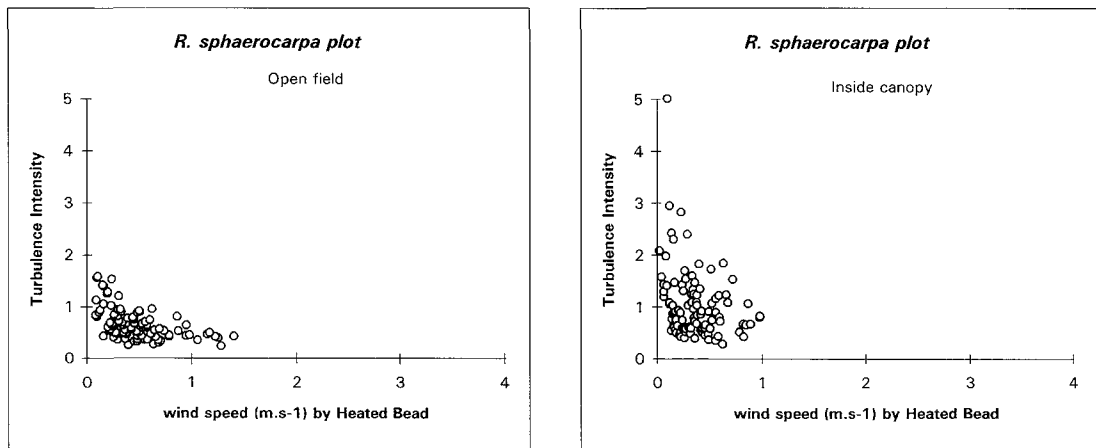 R. sphaerocarpa plot
Open field
5
4
3
2
1
0
Turbulence Intensity
0 1 2 3 4
wind speed (m.s-1) by Heated Bead
R. sphaerocarpa plot
Inside canopy
5
4
3
2
1
0
Turbulence Intensity
0 1 2 3 4
wind speed (m.s-1) by Heated Bead